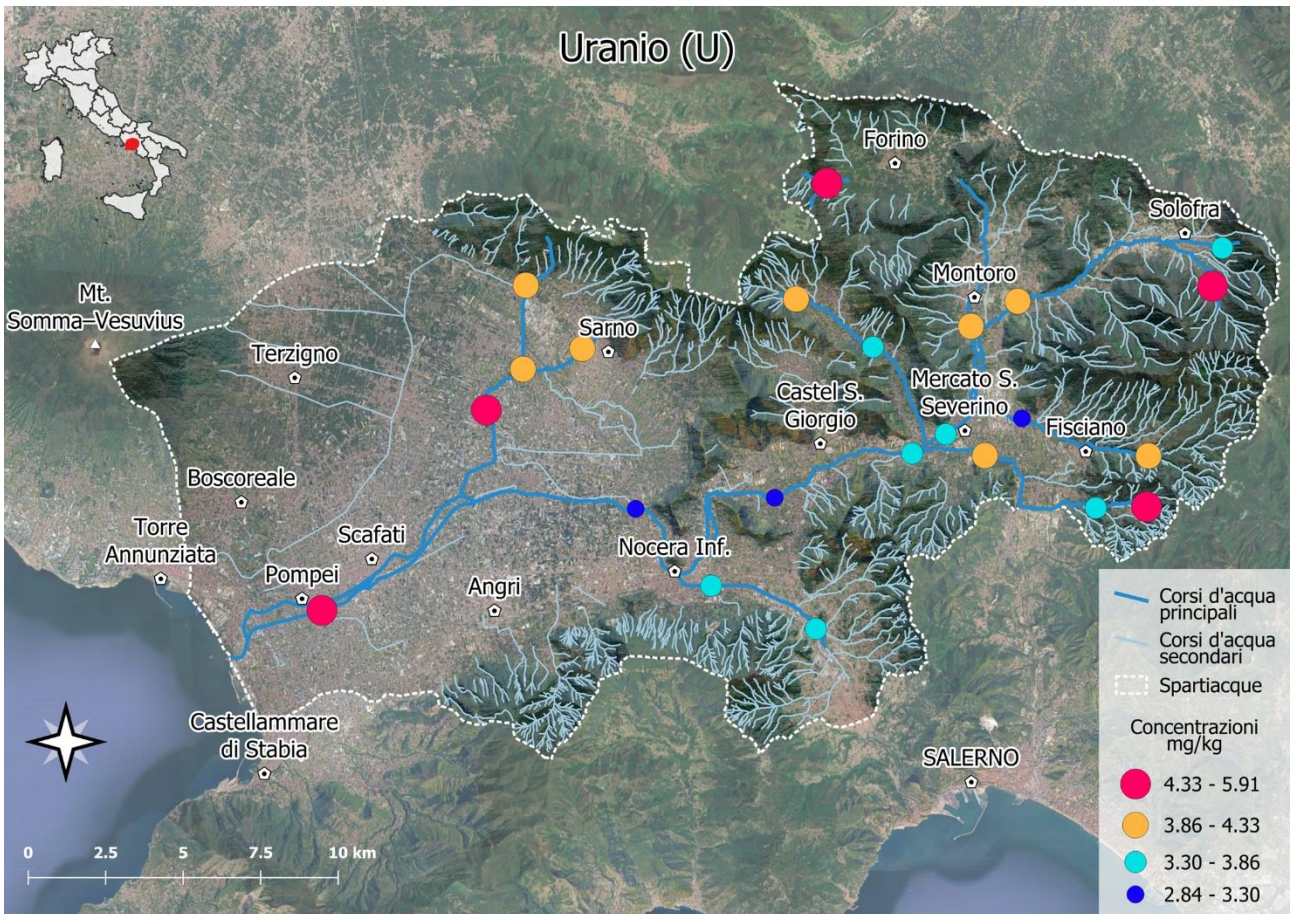 Uranio (U)
Forino
Solofra
Montoro
Mt.
Somma–Vesuvius
Terzigno
Sarno
Castel S.
Giorgio
Mercato S.
Severino
Fisciano
Boscoreale
Torre
Annunziata
Scafati
Pompei
Nocera Inf.
Angri
Castellammare
di Stabia
SALERNO
0 2.5 5 7.5 10 km
Corsi d'acqua
principali
Corsi d'acqua
secondari
Spartiacque
Concentrazioni
mg/kg
4.33 - 5.91
3.86 - 4.33
3.30 - 3.86
2.84 - 3.30